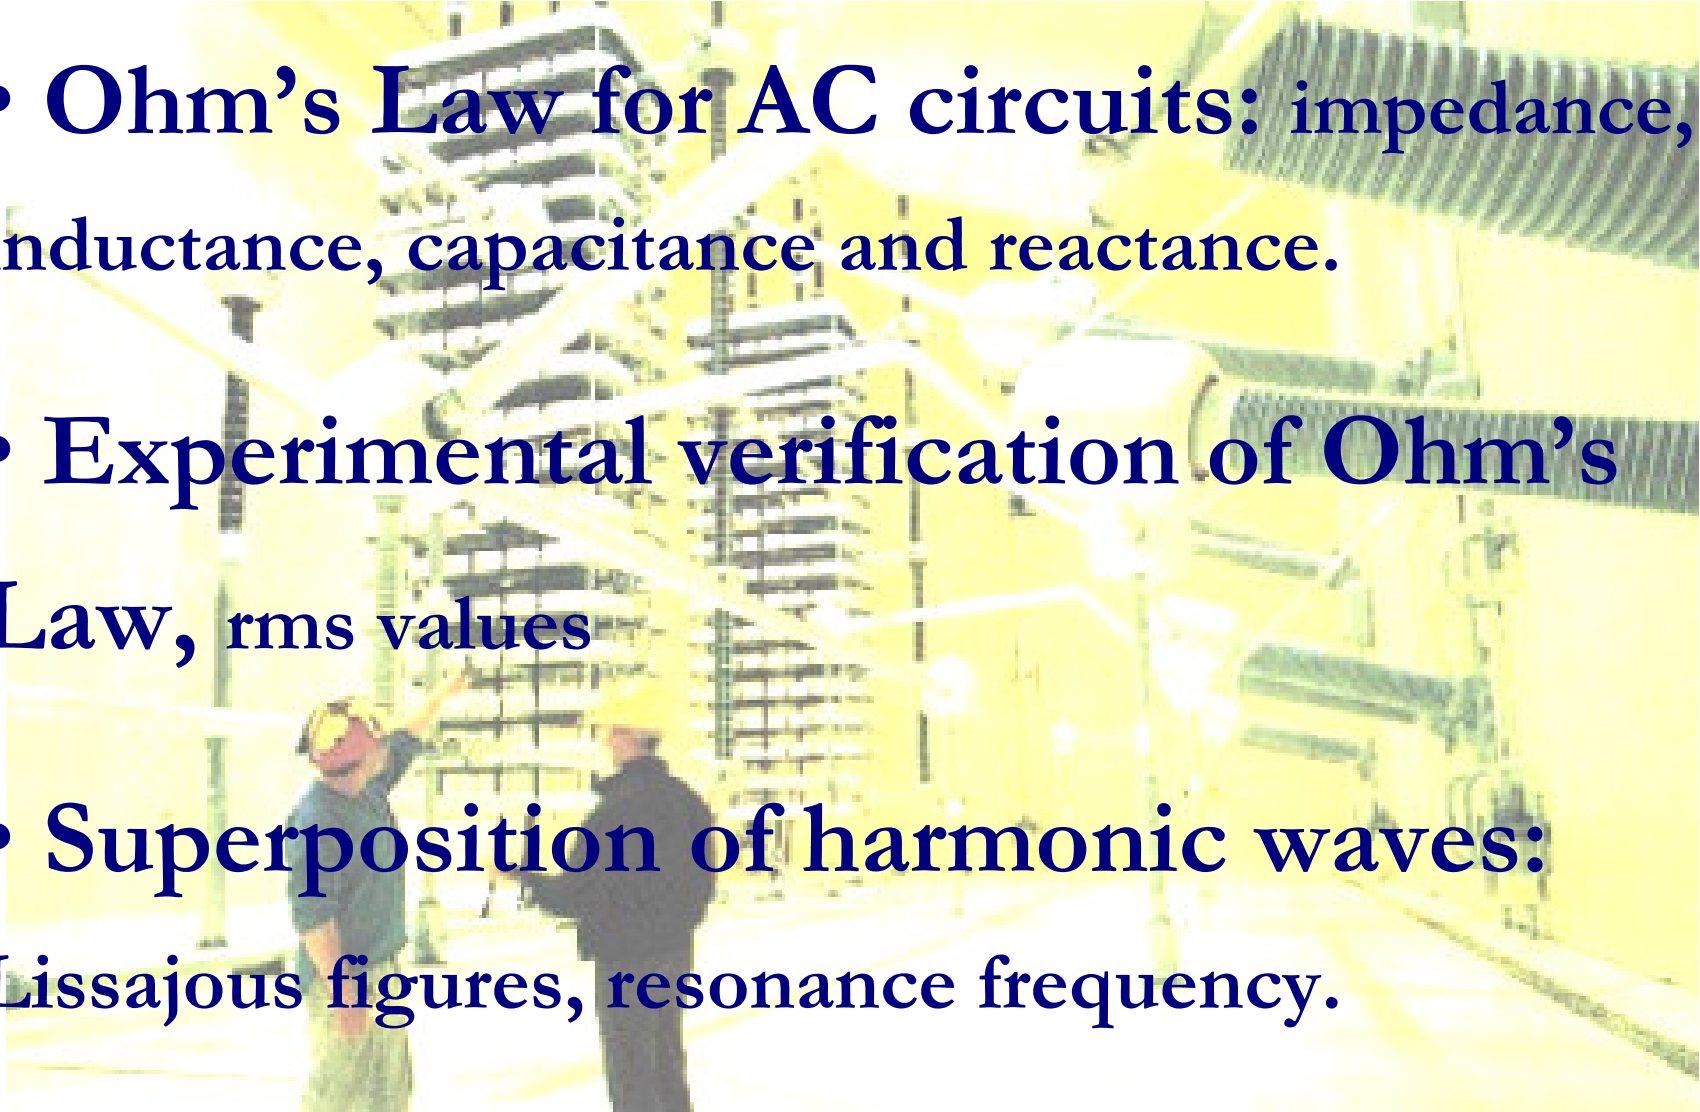 • Ohm’s Law for AC circuits: impedance,
inductance, capacitance and reactance.
• Experimental verification of Ohm’s
Law, rms values
• Superposition of harmonic waves:
Lissajous figures, resonance frequency.